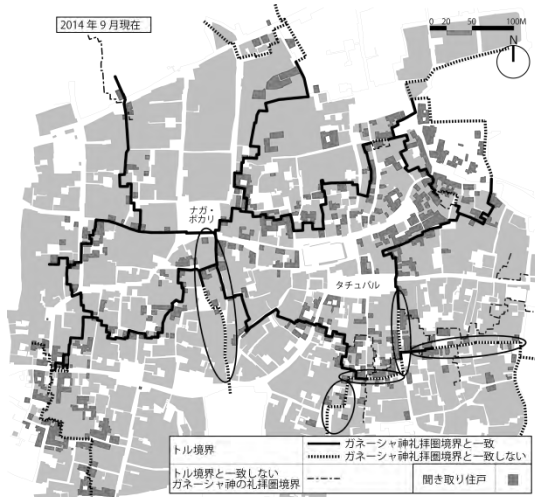 2014年9月現在
0 20 50 100M
N
ナガ・
ポカリ
タチュパル
トル境界
ガネーシャ神礼拝圏境界と一致
ガネーシャ神礼拝圏境界と一致しない
トル境界と一致しない
ガネーシャ神の礼拝圏境界
聞き取り住戸